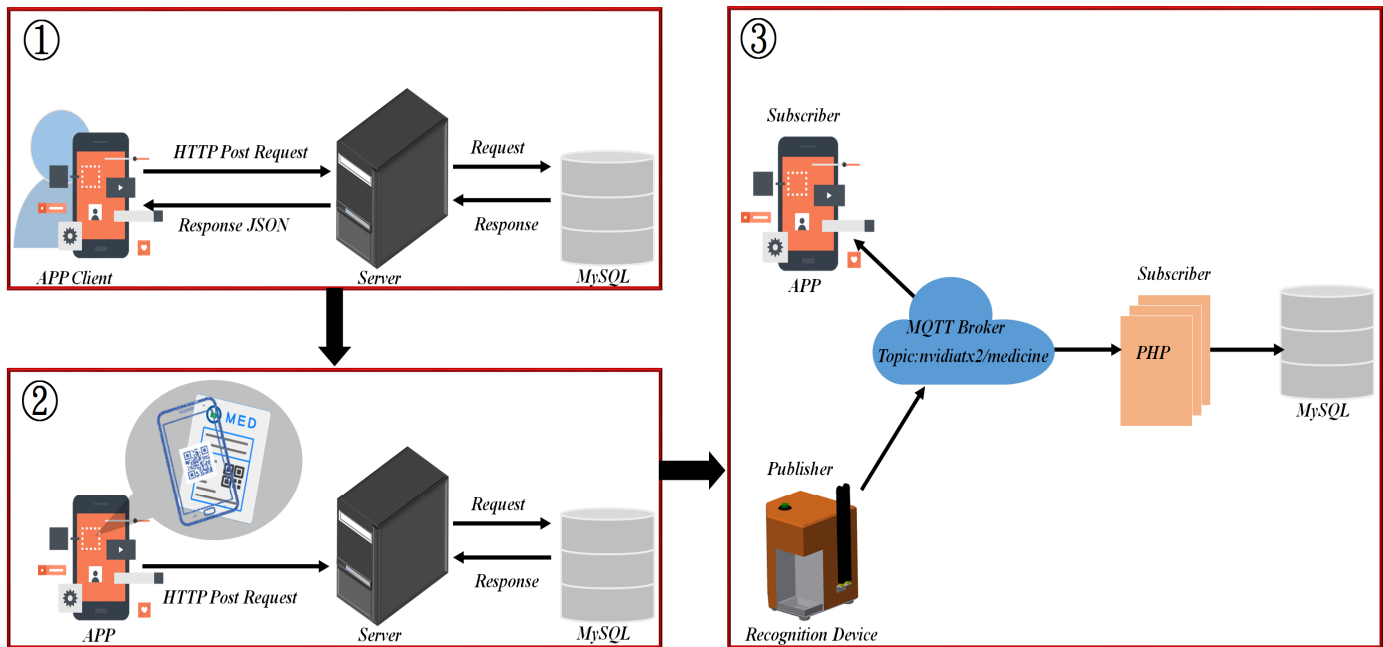 ①
HTTP Post Request
Response JSON
APP Client
Server
Request
Response
MySQL
②
MED
HTTP Post Request
APP
Server
Request
Response
MySQL
③
Subscriber
APP
MQTT Broker
Topic:nvidiatx2/medicine
Subscriber
PHP
MySQL
Publisher
Recognition Device